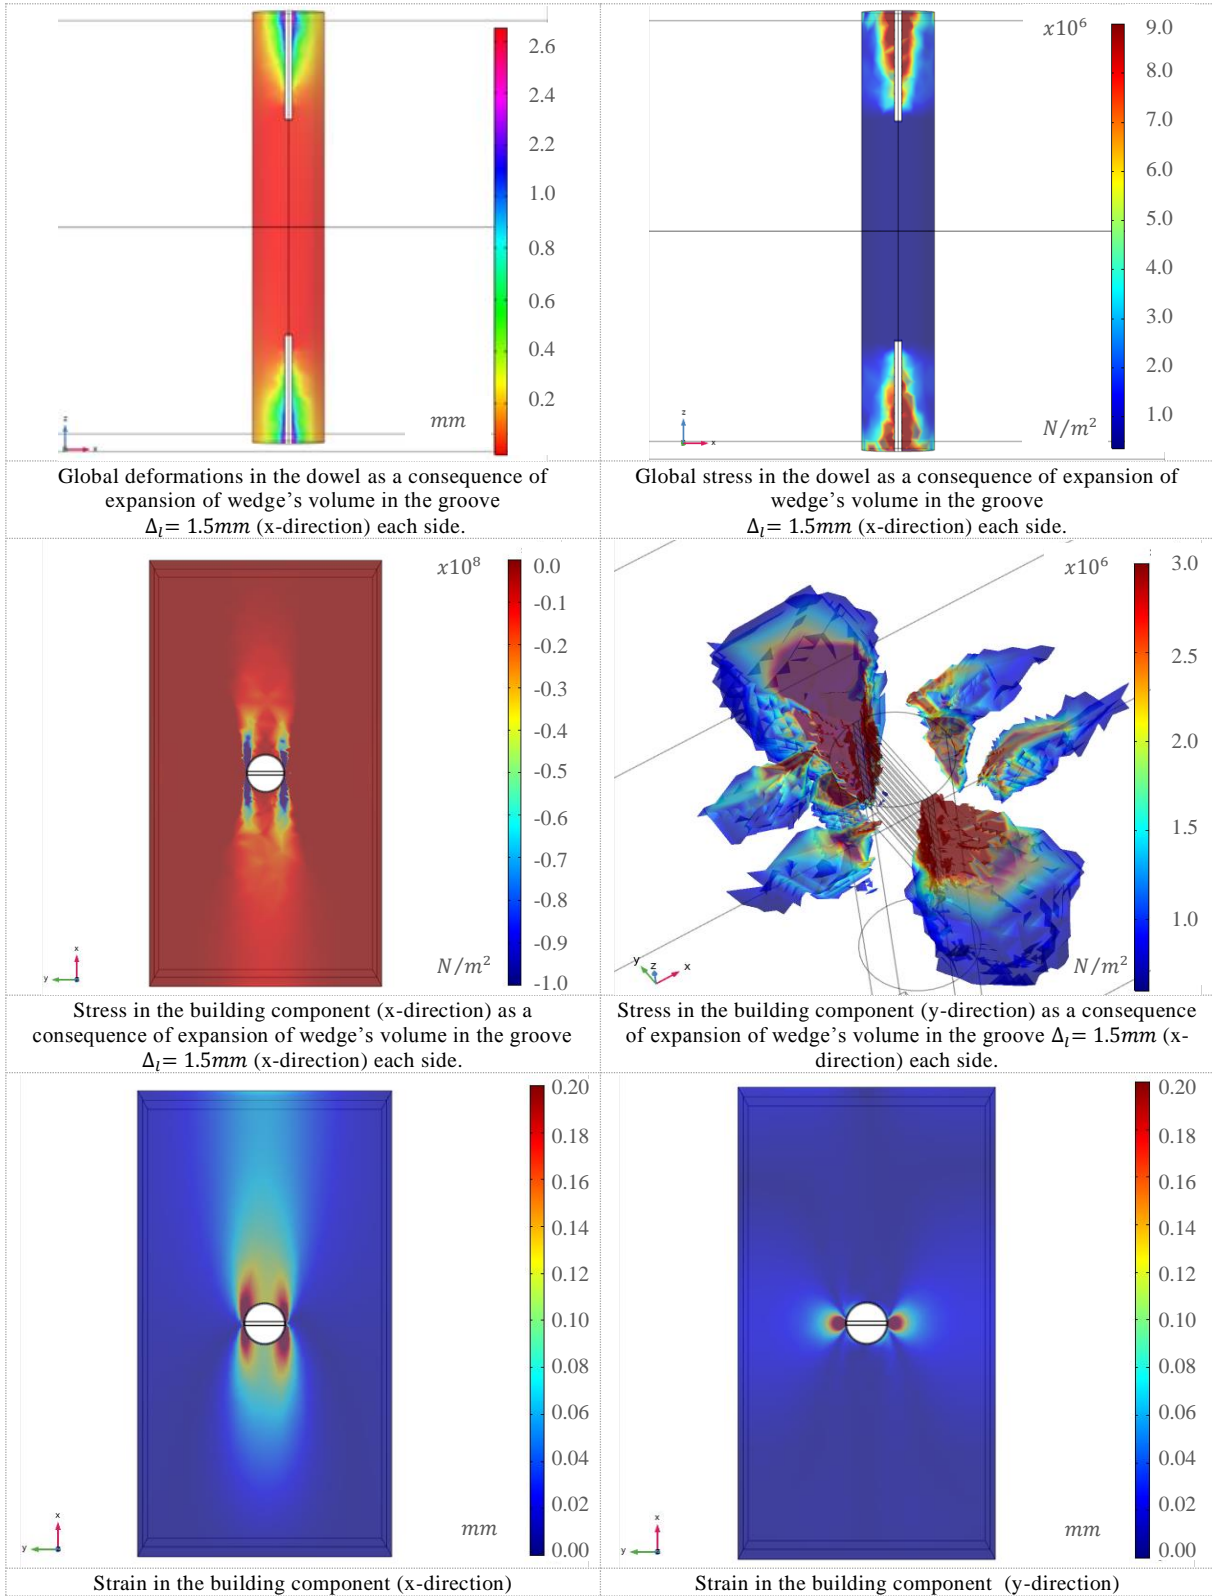 2.6
2.4
2.2
1.0
0.8
0.6
0.4
0.2
mm
z
x
x10⁶
9.0
8.0
7.0
6.0
5.0
4.0
3.0
2.0
1.0
N/m²
z
x
Global deformations in the dowel as a consequence of
expansion of wedge's volume in the groove
Δₗ= 1.5mm (x-direction) each side.
Global stress in the dowel as a consequence of expansion of
wedge's volume in the groove
Δₗ= 1.5mm (x-direction) each side.
x10⁸
0.0
-0.1
-0.2
-0.3
-0.4
-0.5
-0.6
-0.7
-0.8
-0.9
-1.0
N/m²
x
y
x10⁶
3.0
2.5
2.0
1.5
1.0
N/m²
y
z
x
Stress in the building component (x-direction) as a
consequence of expansion of wedge's volume in the groove
Δₗ= 1.5mm (x-direction) each side.
Stress in the building component (y-direction) as a consequence
of expansion of wedge's volume in the groove Δₗ= 1.5mm (x-
direction) each side.
0.20
0.18
0.16
0.14
0.12
0.10
0.08
0.06
0.04
0.02
0.00
mm
x
y
0.20
0.18
0.16
0.14
0.12
0.10
0.08
0.06
0.04
0.02
0.00
mm
x
y
Strain in the building component (x-direction)
Strain in the building component (y-direction)